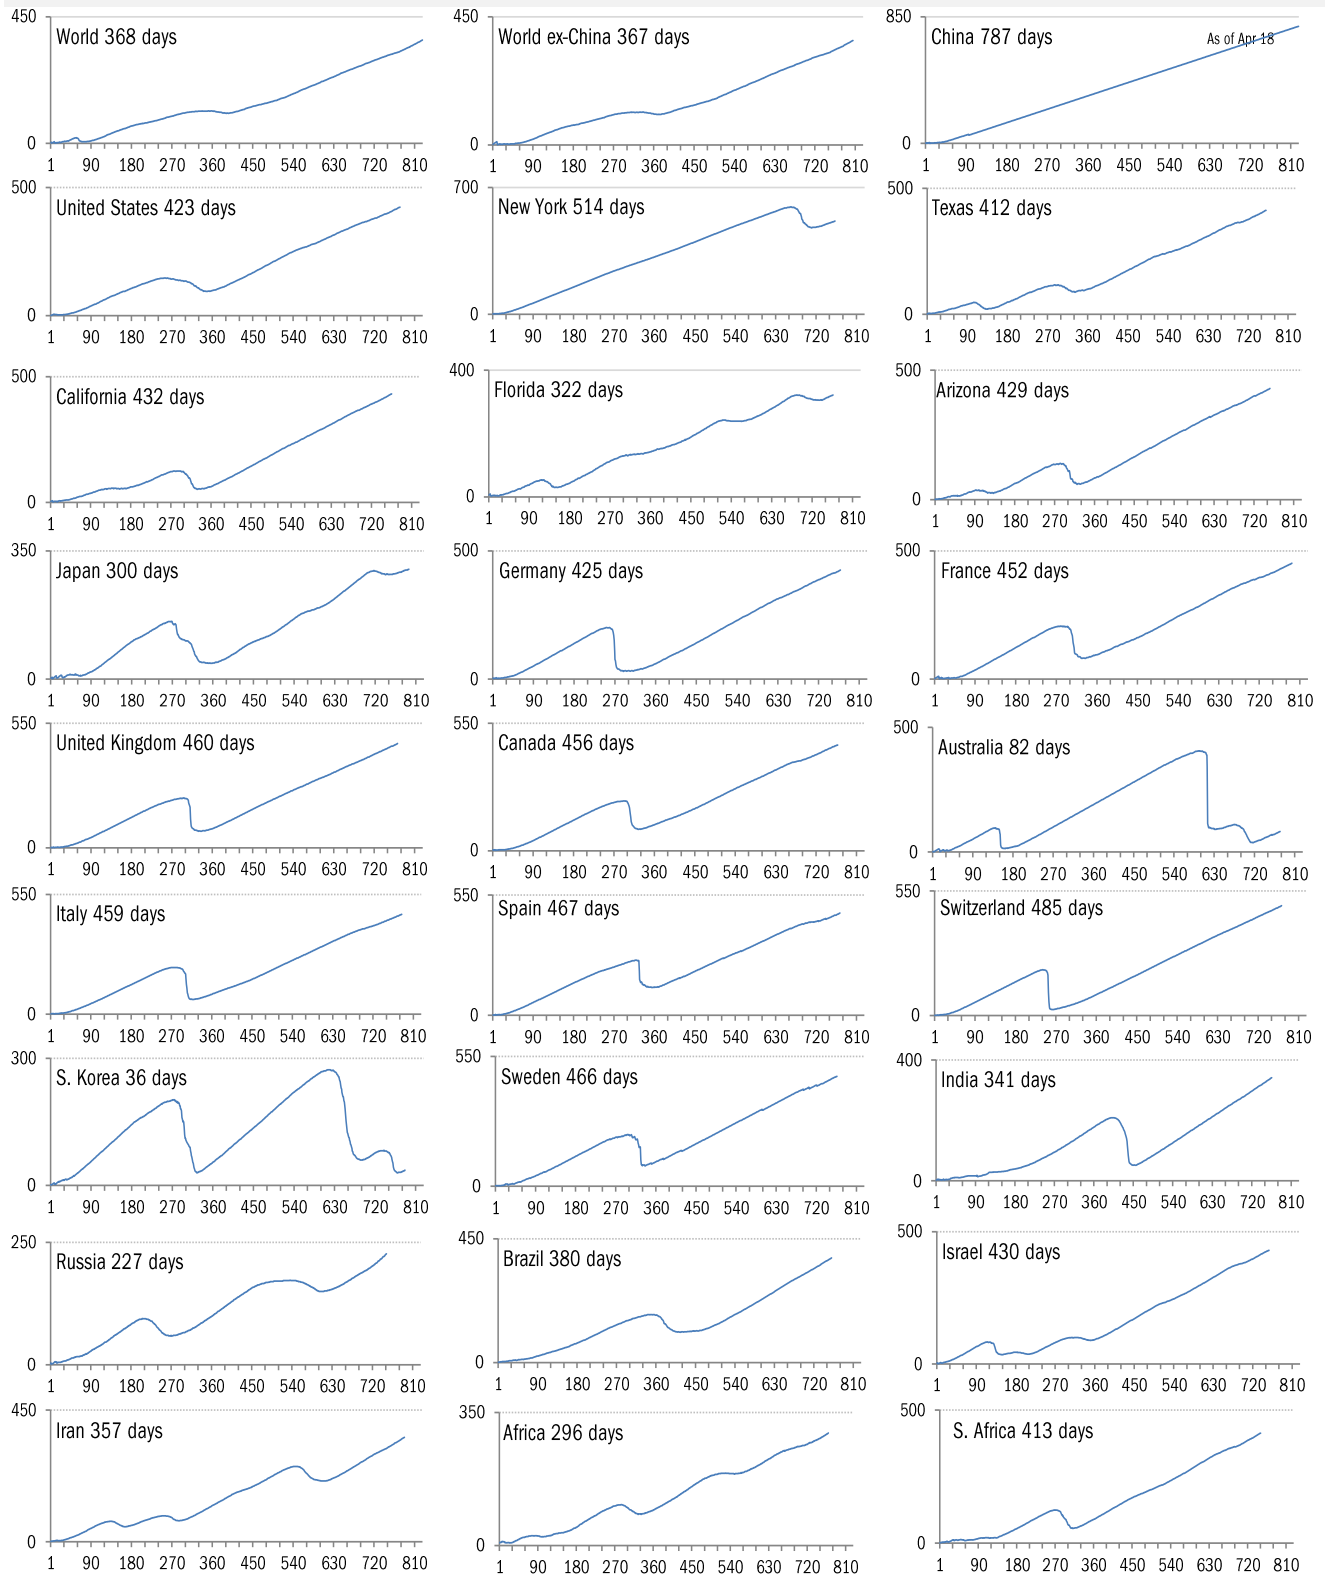 450
World 368 days
0
1 90 180 270 360 450 540 630 720 810
450
World ex-China 367 days
0
1 90 180 270 360 450 540 630 720 810
850
China 787 days
As of Apr 18
0
1 90 180 270 360 450 540 630 720 810
500
United States 423 days
0
1 90 180 270 360 450 540 630 720 810
700
New York 514 days
0
1 90 180 270 360 450 540 630 720 810
500
Texas 412 days
0
1 90 180 270 360 450 540 630 720 810
500
California 432 days
0
1 90 180 270 360 450 540 630 720 810
400
Florida 322 days
0
1 90 180 270 360 450 540 630 720 810
500
Arizona 429 days
0
1 90 180 270 360 450 540 630 720 810
350
Japan 300 days
0
1 90 180 270 360 450 540 630 720 810
500
Germany 425 days
0
1 90 180 270 360 450 540 630 720 810
500
France 452 days
0
1 90 180 270 360 450 540 630 720 810
550
United Kingdom 460 days
0
1 90 180 270 360 450 540 630 720 810
550
Canada 456 days
0
1 90 180 270 360 450 540 630 720 810
500
Australia 82 days
0
1 90 180 270 360 450 540 630 720 810
550
Italy 459 days
0
1 90 180 270 360 450 540 630 720 810
550
Spain 467 days
0
1 90 180 270 360 450 540 630 720 810
550
Switzerland 485 days
0
1 90 180 270 360 450 540 630 720 810
300
S. Korea 36 days
0
1 90 180 270 360 450 540 630 720 810
550
Sweden 466 days
0
1 90 180 270 360 450 540 630 720 810
400
India 341 days
0
1 90 180 270 360 450 540 630 720 810
250
Russia 227 days
0
1 90 180 270 360 450 540 630 720 810
450
Brazil 380 days
0
1 90 180 270 360 450 540 630 720 810
500
Israel 430 days
0
1 90 180 270 360 450 540 630 720 810
450
Iran 357 days
0
1 90 180 270 360 450 540 630 720 810
350
Africa 296 days
0
1 90 180 270 360 450 540 630 720 810
500
S. Africa 413 days
0
1 90 180 270 360 450 540 630 720 810